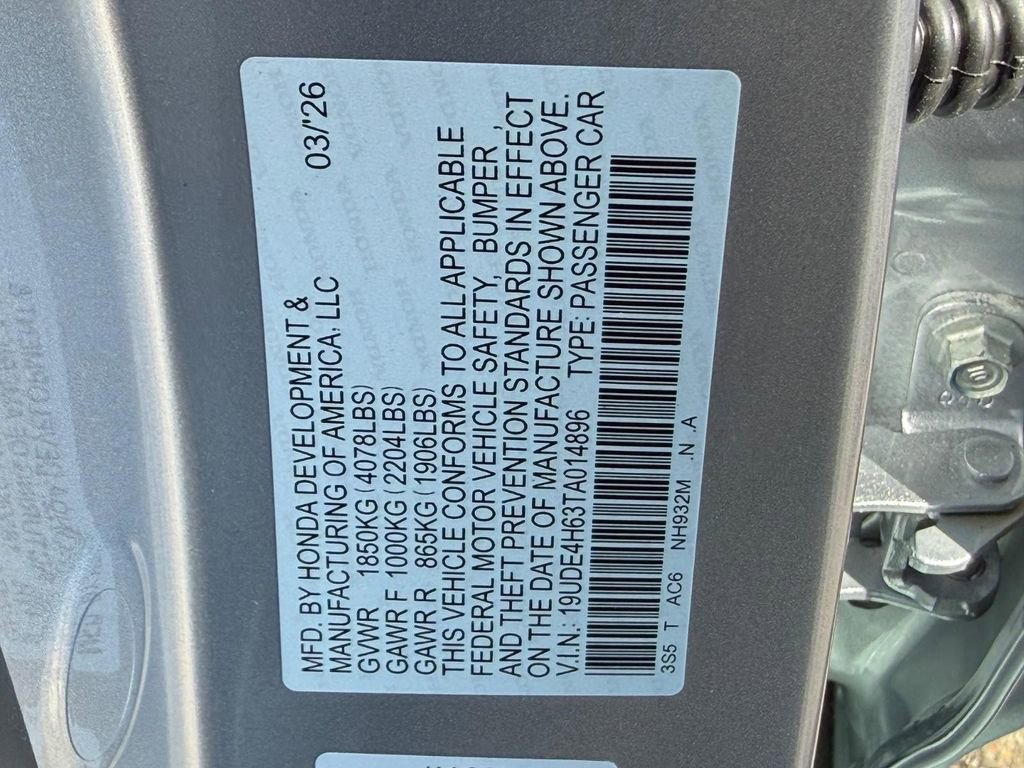 MFD. BY HONDA DEVELOPMENT &
MANUFACTURING OF AMERICA, LLC 03/'26
GVWR 1850KG (4078LBS)
GAWR F 1000KG (2204LBS)
GAWR R 865KG (1906LBS)
THIS VEHICLE CONFORMS TO ALL APPLICABLE
FEDERAL MOTOR VEHICLE SAFETY, BUMPER,
AND THEFT PREVENTION STANDARDS IN EFFECT
ON THE DATE OF MANUFACTURE SHOWN ABOVE.
V.I.N.: 19UDE4H63TA014896 TYPE: PASSENGER CAR
3S5 T AC6 NH932M .N .A